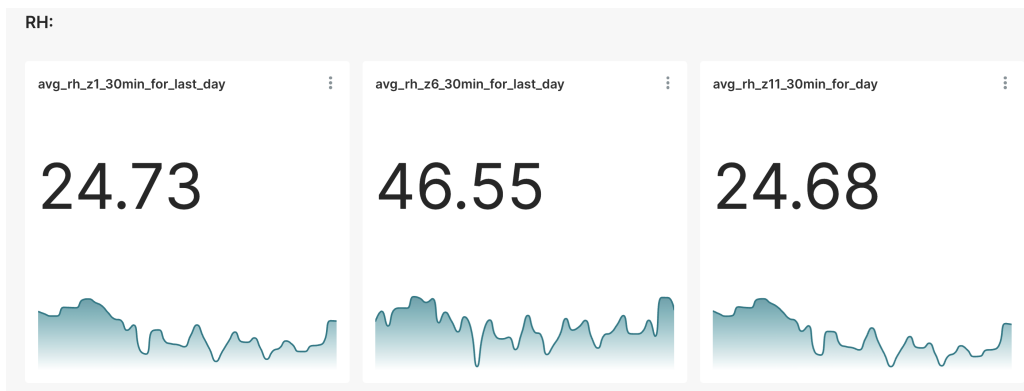 RH:
avg_rh_z1_30min_for_last_day
avg_rh_z6_30min_for_last_day
avg_rh_z11_30min_for_day
24.73
46.55
24.68